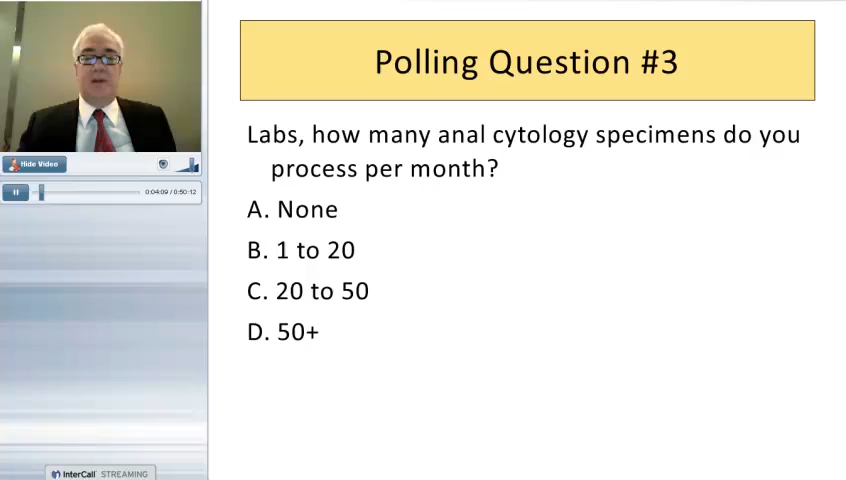 Polling Question #3
Labs, how many anal cytology specimens do you
process per month?
A. None
B. 1 to 20
C. 20 to 50
D. 50+
Hide Video
0:04:09 / 0:50:12
InterCall STREAMING